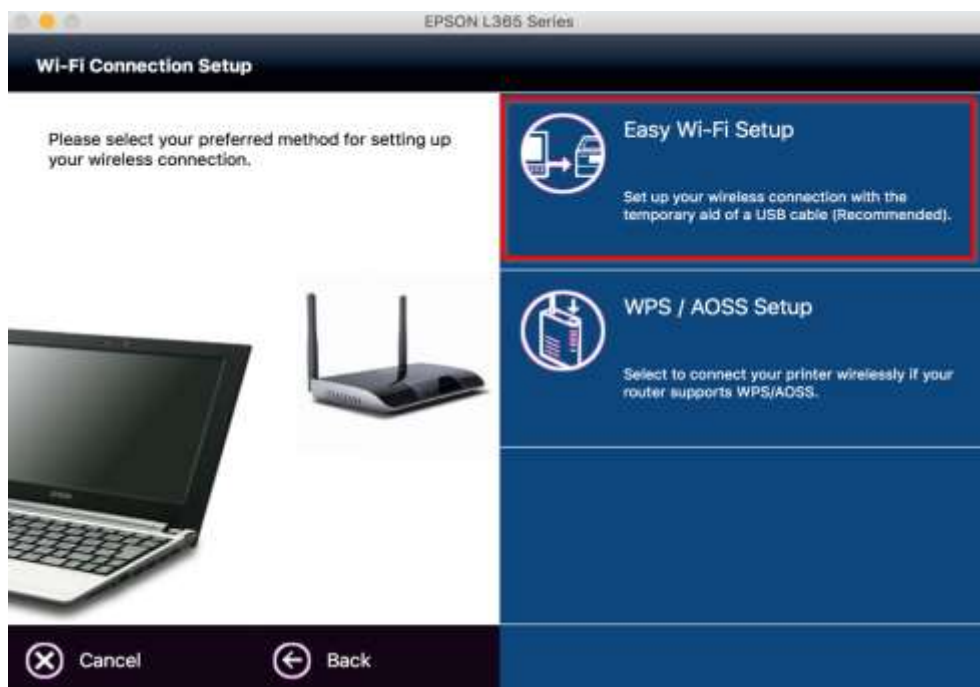 EPSON L365 Series
Wi-Fi Connection Setup
Please select your preferred method for setting up
your wireless connection.
Easy Wi-Fi Setup
Set up your wireless connection with the
temporary aid of a USB cable (Recommended).
WPS / AOSS Setup
Select to connect your printer wirelessly if your
router supports WPS/AOSS.
Cancel
Back